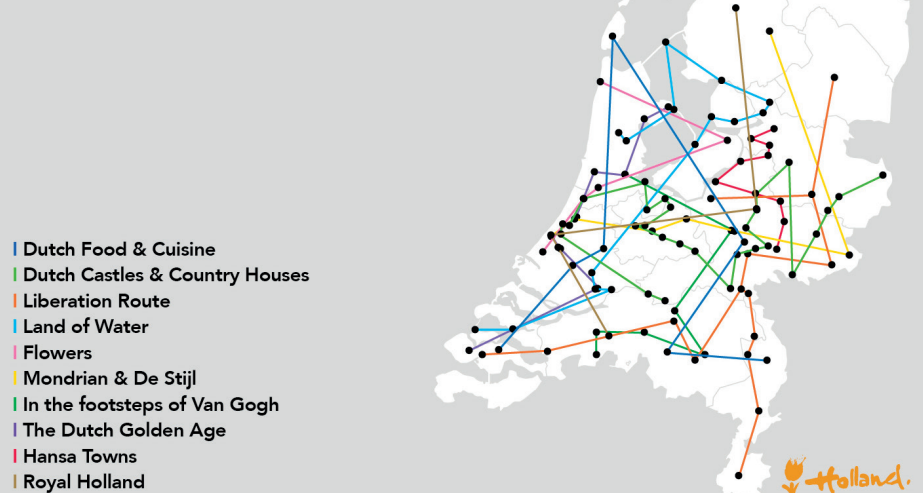 Dutch Food & Cuisine
Dutch Castles & Country Houses
Liberation Route
Land of Water
Flowers
Mondrian & De Stijl
In the footsteps of Van Gogh
The Dutch Golden Age
Hansa Towns
Royal Holland
Holland.